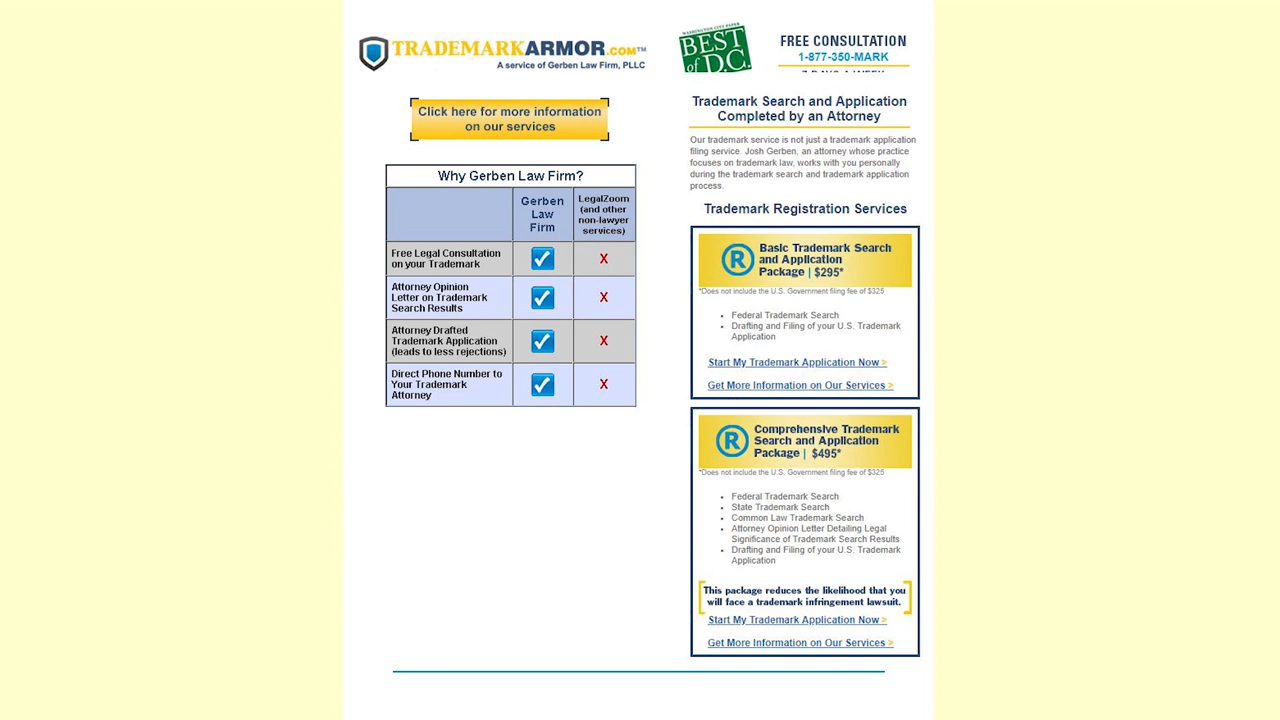 TRADEMARKARMOR.COM™
A service of Gerben Law Firm, PLLC
WASHINGTON CITY PAPER
BEST
of D.C.
FREE CONSULTATION
1-877-350-MARK
7 DAYS A WEEK
Click here for more information
on our services
Why Gerben Law Firm?
Gerben
Law
Firm
LegalZoom
(and other
non-lawyer
services)
Free Legal Consultation
on your Trademark
X
Attorney Opinion
Letter on Trademark
Search Results
X
Attorney Drafted
Trademark Application
(leads to less rejections)
X
Direct Phone Number to
Your Trademark
Attorney
X
Trademark Search and Application
Completed by an Attorney
Our trademark service is not just a trademark application
filing service. Josh Gerben, an attorney whose practice
focuses on trademark law, works with you personally
during the trademark search and trademark application
process.
Trademark Registration Services
®
Basic Trademark Search
and Application
Package | $295*
*Does not include the U.S. Government filing fee of $325
• Federal Trademark Search
• Drafting and Filing of your U.S. Trademark
Application
Start My Trademark Application Now >
Get More Information on Our Services >
®
Comprehensive Trademark
Search and Application
Package | $495*
*Does not include the U.S. Government filing fee of $325
• Federal Trademark Search
• State Trademark Search
• Common Law Trademark Search
• Attorney Opinion Letter Detailing Legal
Significance of Trademark Search Results
• Drafting and Filing of your U.S. Trademark
Application
This package reduces the likelihood that you
will face a trademark infringement lawsuit.
Start My Trademark Application Now >
Get More Information on Our Services >